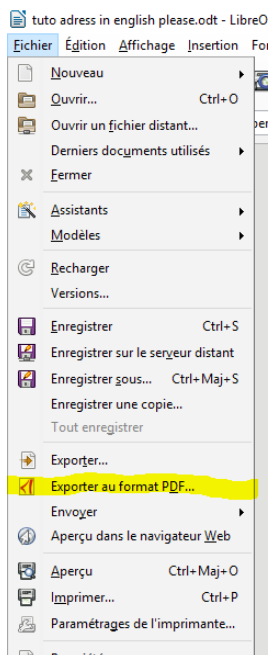 tuto adress in english please.odt - LibreO
Fichier Édition Affichage Insertion For
Nouveau
Ouvrir... Ctrl+O
Ouvrir un fichier distant...
Derniers documents utilisés
Fermer
Assistants
Modèles
Recharger
Versions...
Enregistrer Ctrl+S
Enregistrer sur le serveur distant
Enregistrer sous... Ctrl+Maj+S
Enregistrer une copie...
Tout enregistrer
Exporter...
Exporter au format PDF...
Envoyer
Aperçu dans le navigateur Web
Aperçu Ctrl+Maj+O
Imprimer... Ctrl+P
Paramétrages de l'imprimante...